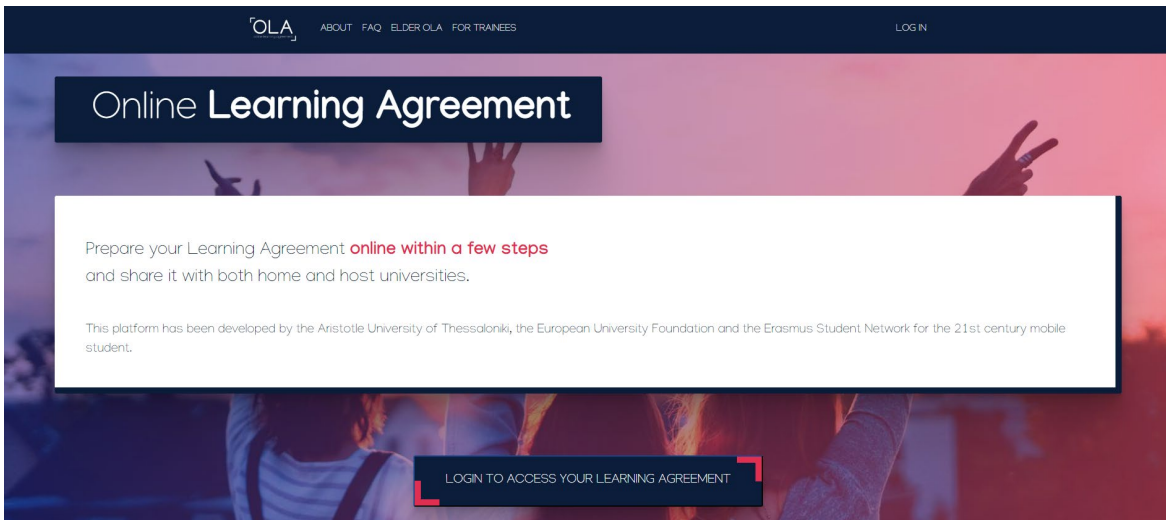 OLA
ABOUT FAQ ELDER OLA FOR TRAINEES
LOG IN
Online Learning Agreement
Prepare your Learning Agreement online within a few steps
and share it with both home and host universities.
This platform has been developed by the Aristotle University of Thessaloniki, the European University Foundation and the Erasmus Student Network for the 21st century mobile
student.
LOGIN TO ACCESS YOUR LEARNING AGREEMENT